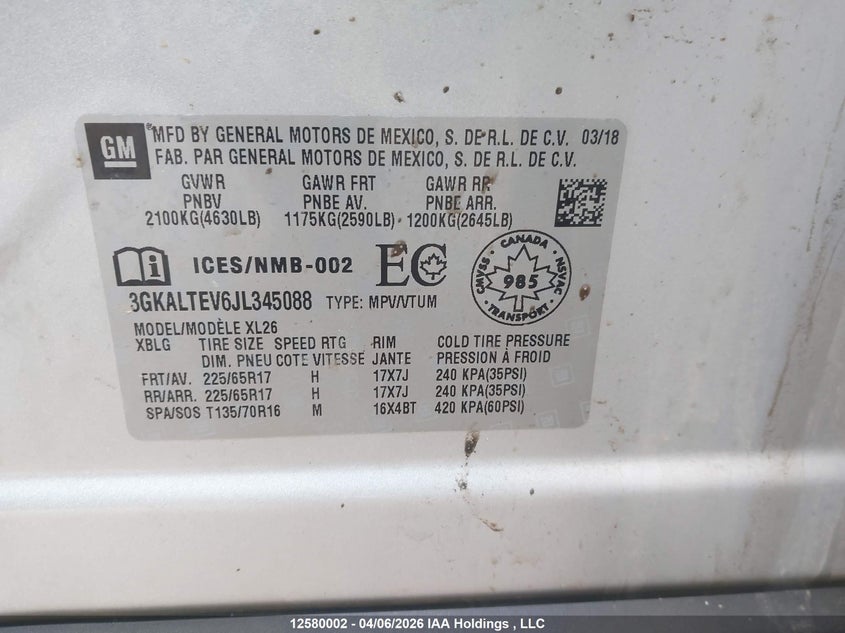 GM
MFD BY GENERAL MOTORS DE MEXICO, S. DE R.L. DE C.V. 03/18
FAB. PAR GENERAL MOTORS DE MEXICO, S. DE R.L. DE C.V.
GVWR GAWR FRT GAWR RR
PNBV PNBE AV. PNBE ARR.
2100KG(4630LB) 1175KG(2590LB) 1200KG(2645LB)
ICES/NMB-002 EC
CANADA
CMVSS 985 NSVAC
TRANSPORT
3GKALTEV6JL345088 TYPE: MPV/VTUM
MODEL/MODÈLE XL26
XBLG TIRE SIZE SPEED RTG RIM COLD TIRE PRESSURE
DIM. PNEU COTE VITESSE JANTE PRESSION À FROID
FRT/AV. 225/65R17 H 17X7J 240 KPA(35PSI)
RR/ARR. 225/65R17 H 17X7J 240 KPA(35PSI)
SPA/SOS T135/70R16 M 16X4BT 420 KPA(60PSI)
12580002 - 04/06/2026 IAA Holdings , LLC